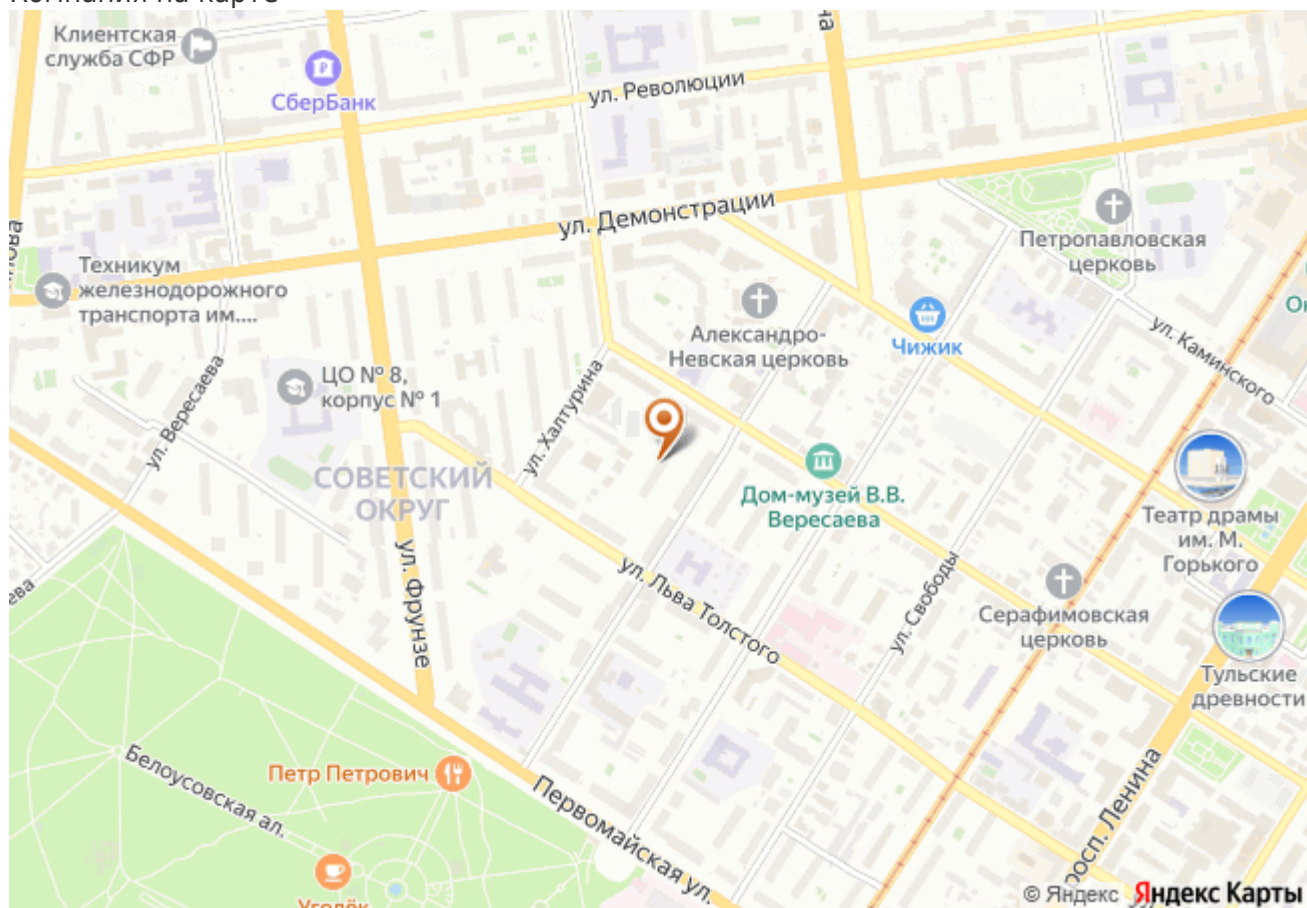 Клиентская
служба СФР
СберБанк
ул. Революции
ул. Демонстрации
Петропавловская
церковь
Техникум
железнодорожного
транспорта им....
Александро-
Невская церковь
Чижик
ул. Каминского
ЦО № 8,
корпус № 1
ул. Вересаева
ул. Халтурина
СОВЕТСКИЙ
ОКРУГ
Дом-музей В.В.
Вересаева
Театр драмы
им. М.
Горького
ул. Фрунзе
ул. Льва Толстого
ул. Свободы
Серафимовская
церковь
Тульские
древности
Белоусовская ал.
Петр Петрович
Первомайская ул.
просп. Ленина
Уголёк
© Яндекс Яндекс Карты